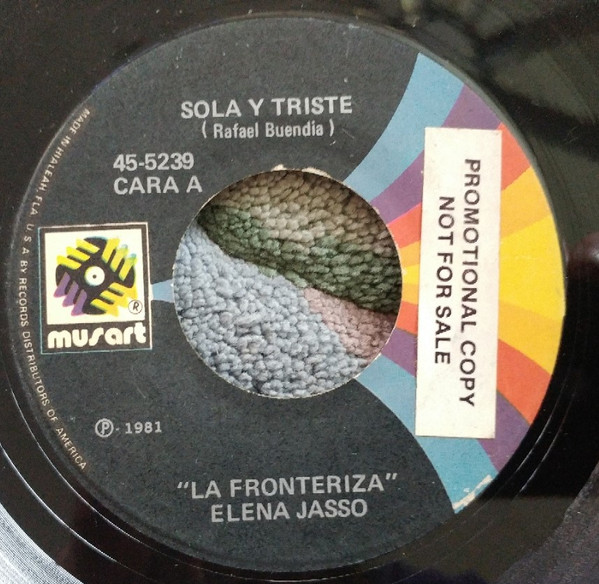 SOLA Y TRISTE
( Rafael Buendia )
45-5239
CARA A
MADE IN HIALEAH, FLA. U.S.A. BY RECORDS DISTRIBUTORS OF AMERICA
®
musart
PROMOTIONAL COPY
NOT FOR SALE
Ⓟ· 1981
"LA FRONTERIZA"
ELENA JASSO